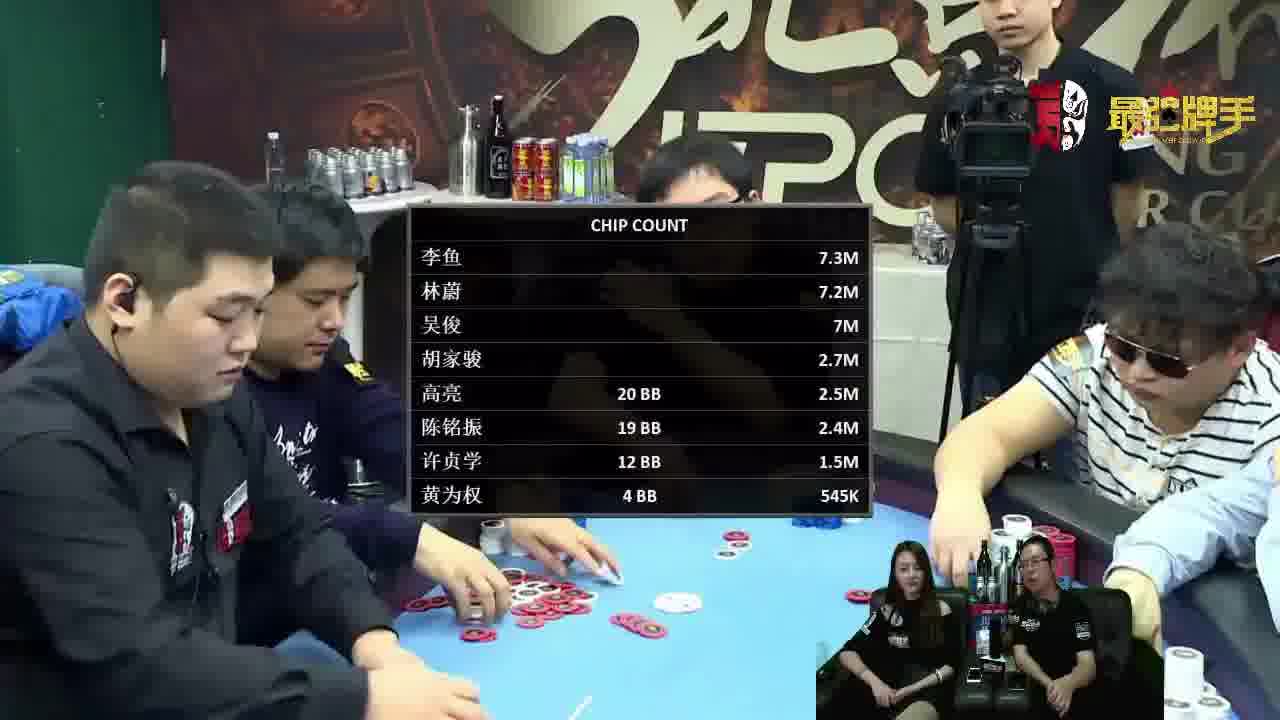 最强牌手
CHIP COUNT
李鱼 7.3M
林蔚 7.2M
吴俊 7M
胡家骏 2.7M
高亮 20 BB 2.5M
陈铭振 19 BB 2.4M
许贞学 12 BB 1.5M
黄为权 4 BB 545K